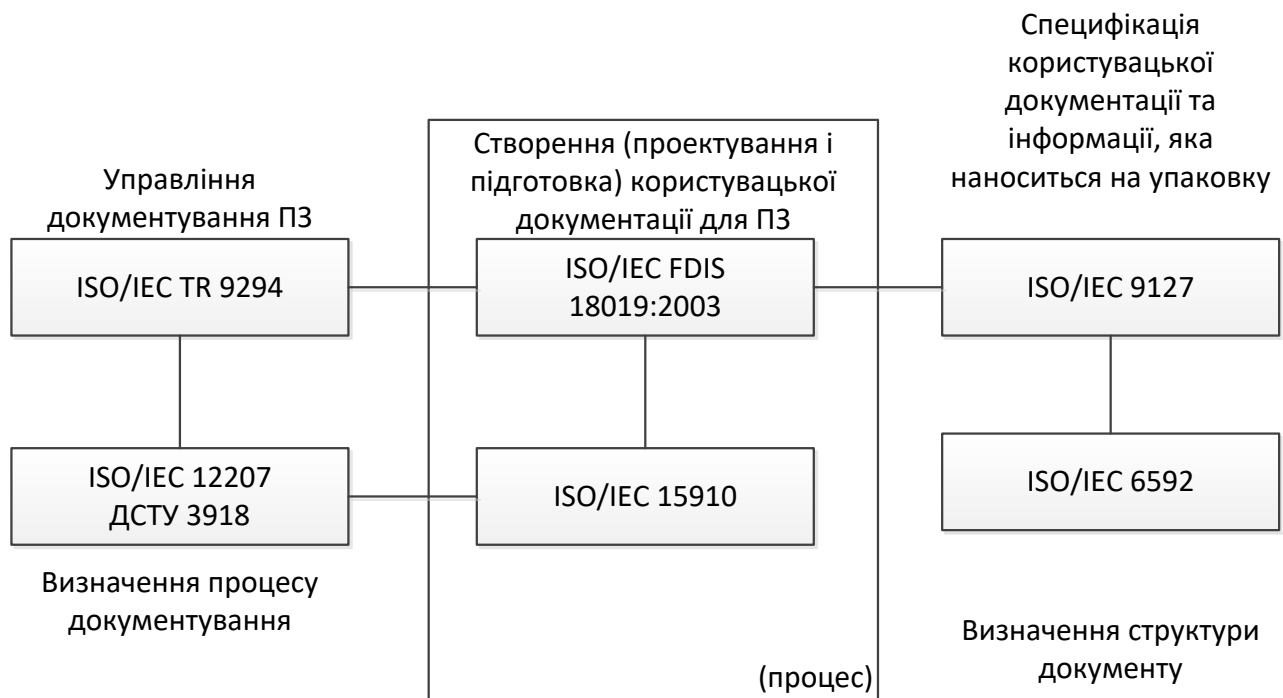 Управління
документування ПЗ
ISO/IEC TR 9294
ISO/IEC 12207
ДСТУ 3918
Визначення процесу
документування
Створення (проектування і
підготовка) користувацької
документації для ПЗ
ISO/IEC FDIS
18019:2003
ISO/IEC 15910
(процес)
Специфікація
користувацької
документації та
інформації, яка
наноситься на упаковку
ISO/IEC 9127
ISO/IEC 6592
Визначення структури
документу